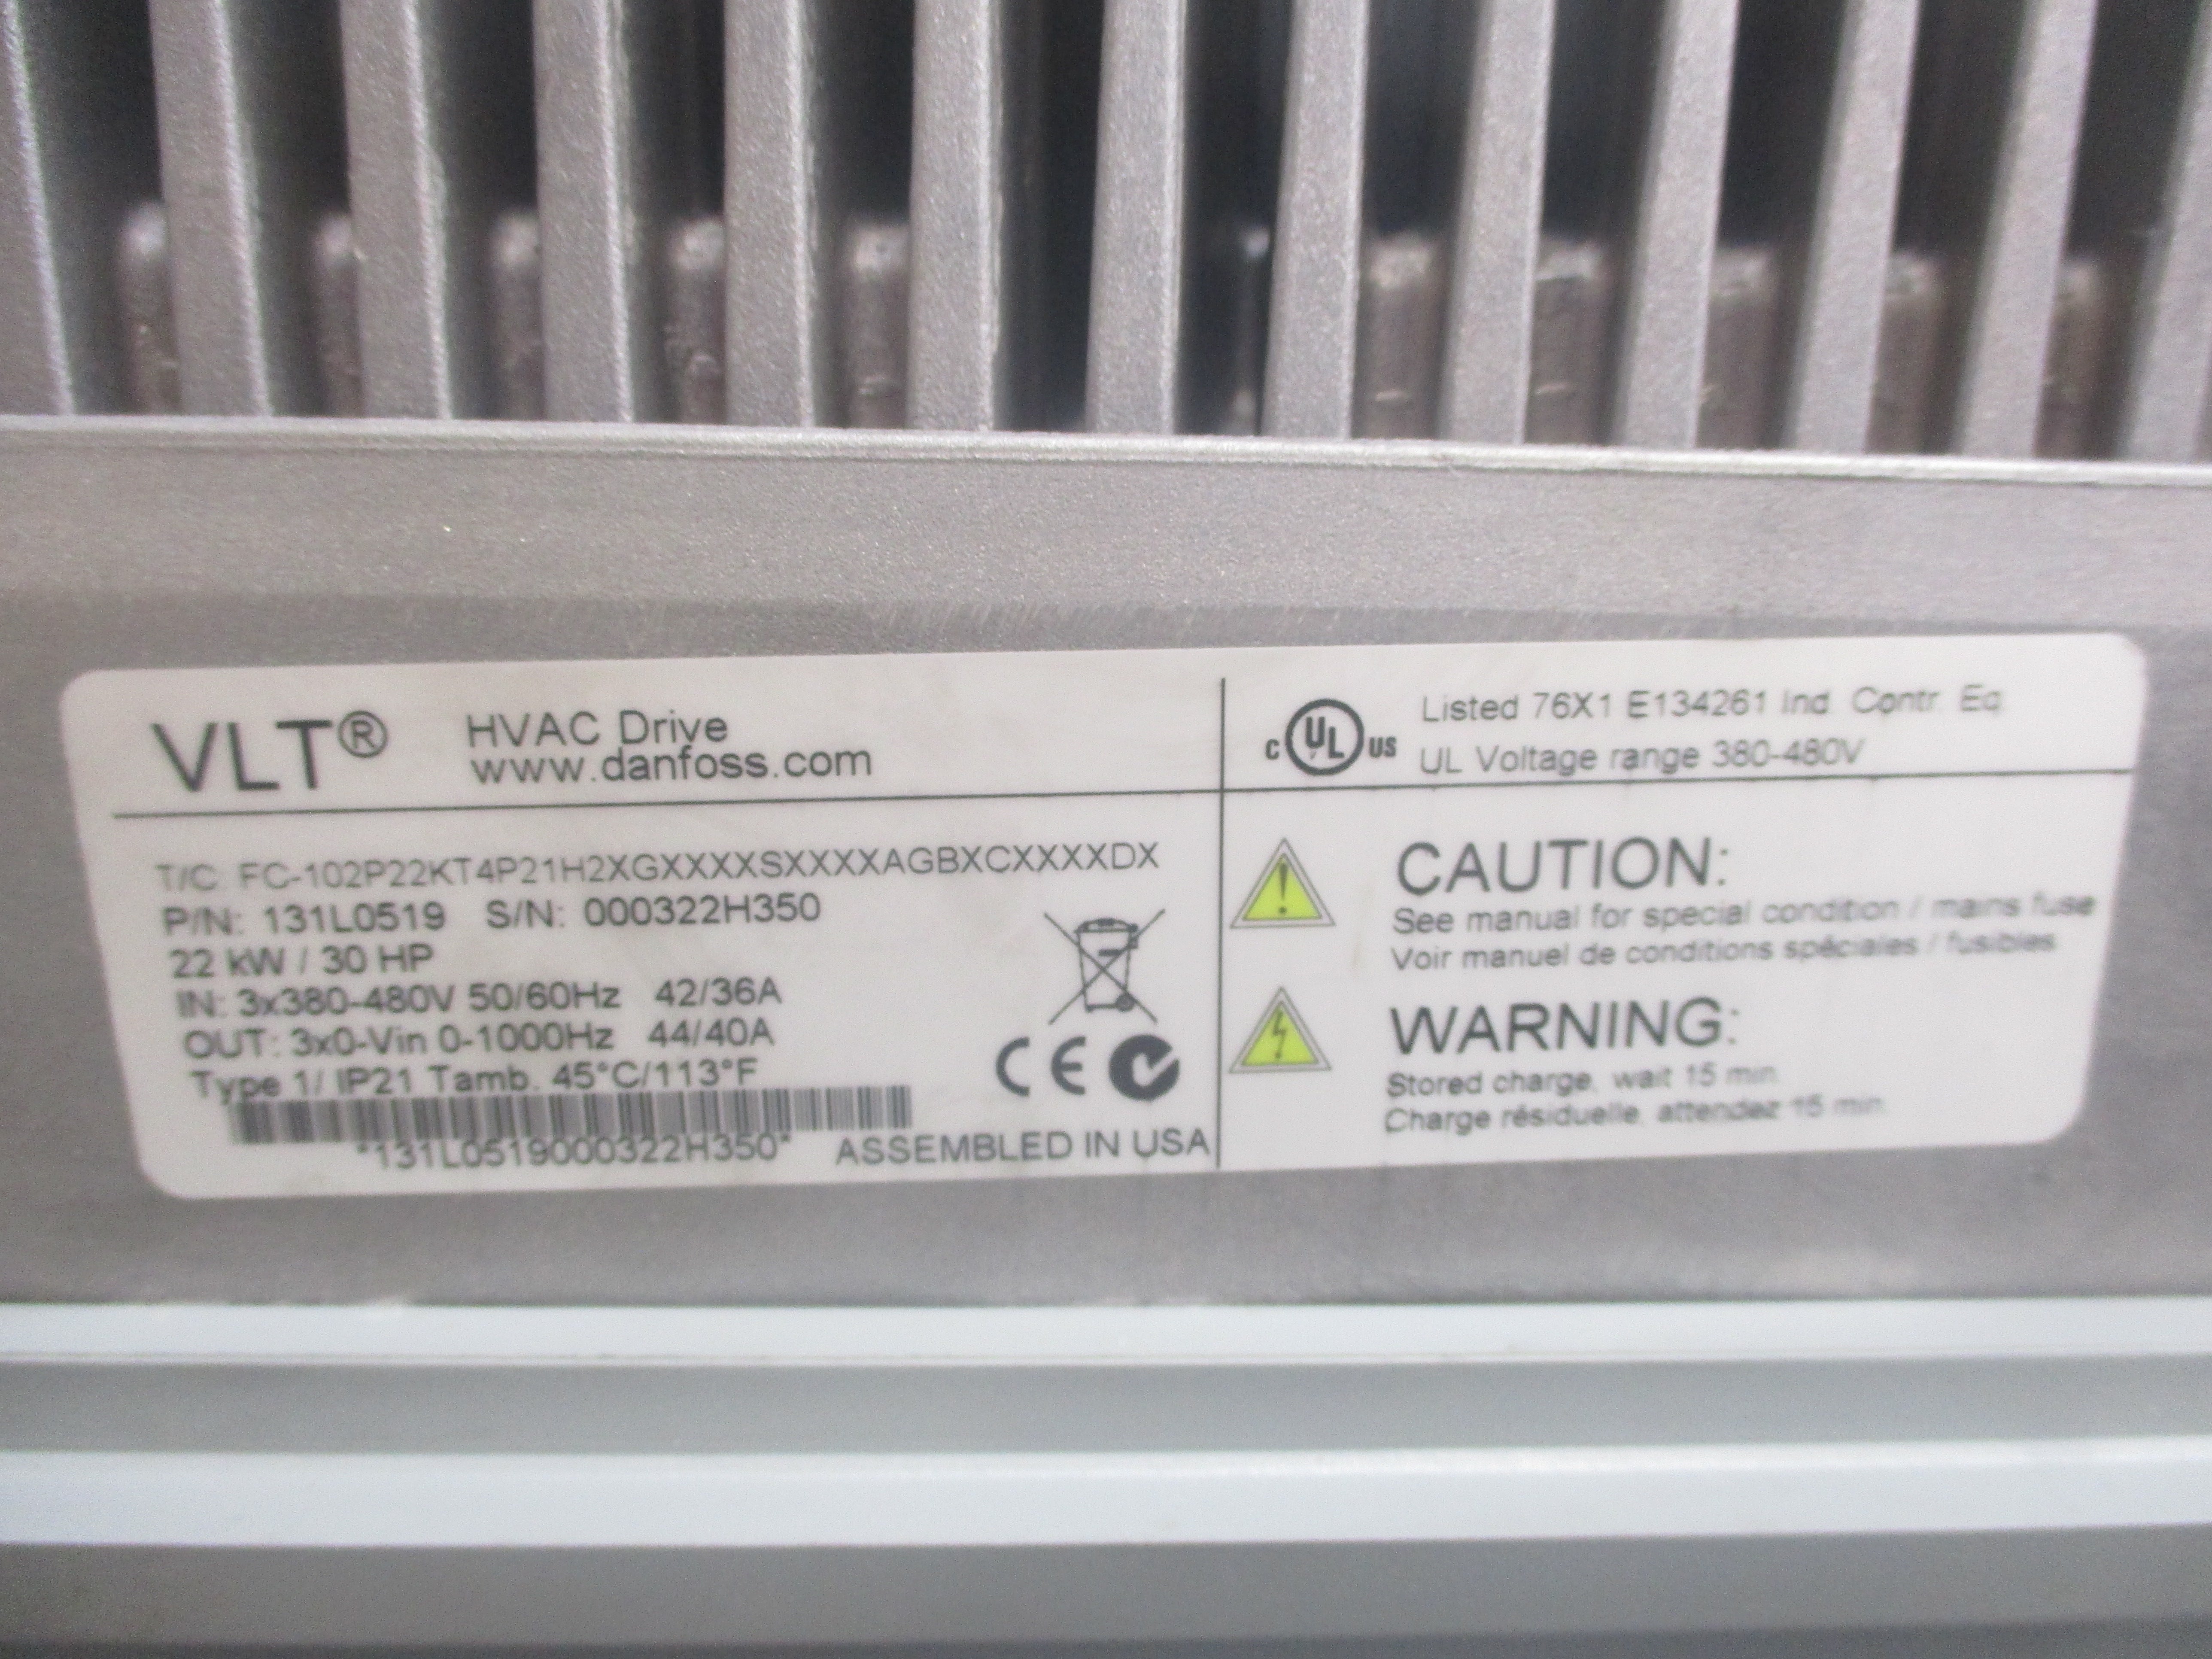 VLT® HVAC Drive
www.danfoss.com
T/C: FC-102P22KT4P21H2XGXXXXSXXXXAGBXCXXXXDX
P/N: 131L0519 S/N: 000322H350
22 kW / 30 HP
IN: 3x380-480V 50/60Hz 42/36A
OUT: 3x0-Vin 0-1000Hz 44/40A
Type 1/ IP21 Tamb. 45°C/113°F
*131L0519000322H350*
CE
ASSEMBLED IN USA
C UL US
Listed 76X1 E134261 Ind. Contr. Eq.
UL Voltage range 380-480V
CAUTION:
See manual for special condition / mains fuse
Voir manuel de conditions spéciales / fusibles
WARNING:
Stored charge, wait 15 min.
Charge résiduelle, attendez 15 min.